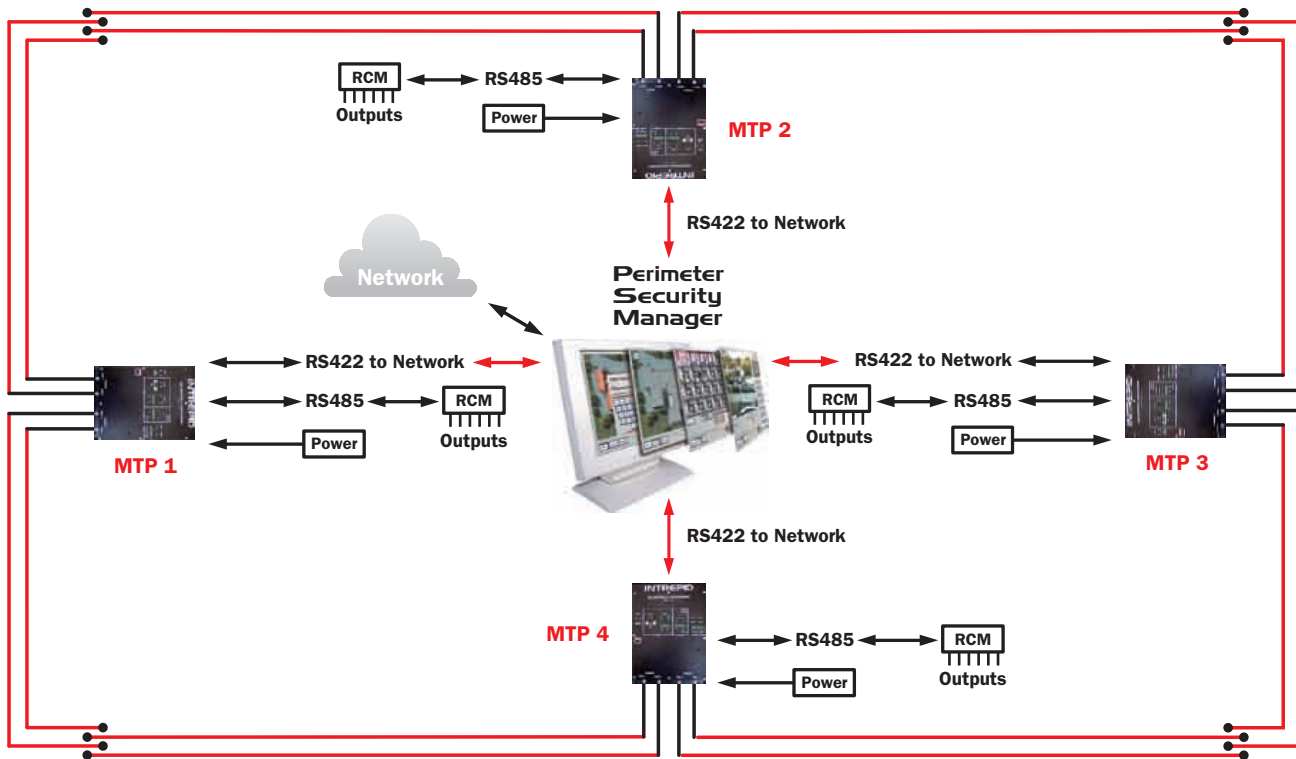 RCM
RS485
Outputs
Power
MTP 2
INTREPID
RS422 to Network
Network
Perimeter
Security
Manager
RS422 to Network
RS422 to Network
INTREPID
RS485
RCM
RCM
RS485
Outputs
Outputs
Power
Power
MTP 1
MTP 3
RS422 to Network
INTREPID
MTP 4
RS485
RCM
Outputs
Power